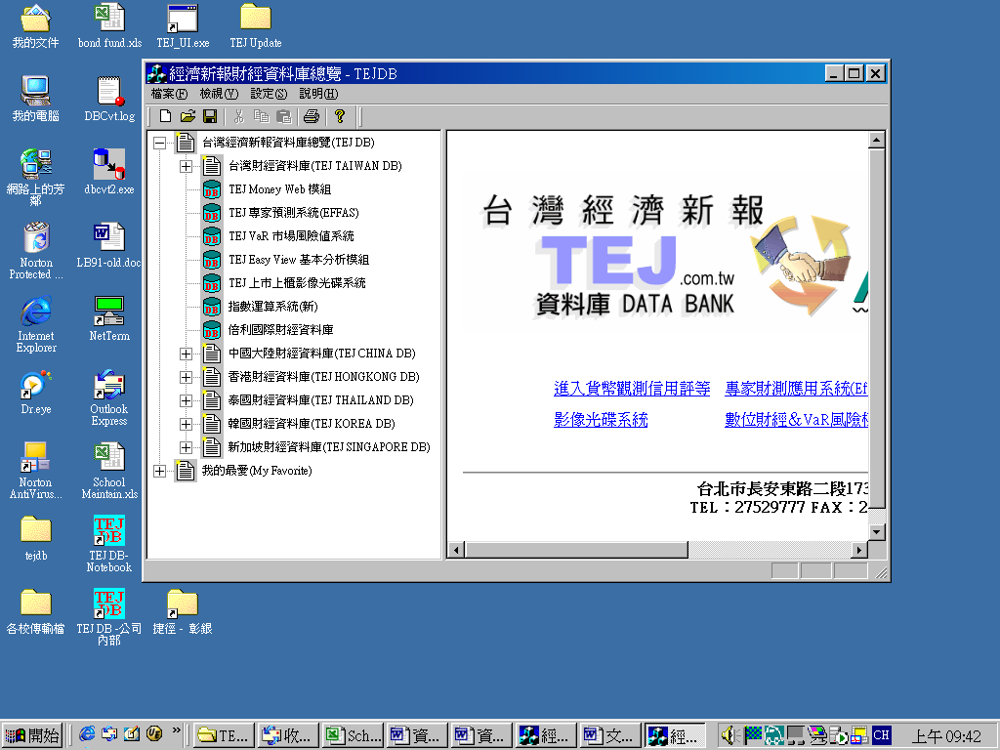 我的文件
bond fund.xls
TEJ_UI.exe
TEJ Update
我的電腦
DBCvt.log
網路上的芳鄰
dbcvt2.exe
Norton
Protected ...
LB91-old.doc
Internet
Explorer
NetTerm
Dr.eye
Outlook
Express
Norton
AntiVirus...
School
Maintain.xls
tejdb
TEJ DB-
Notebook
各校傳輸檔
TEJ DB -公司
內部
捷徑 - 彰銀
經濟新報財經資料庫總覽 - TEJDB
檔案(F) 檢視(V) 設定(S) 說明(H)
台灣經濟新報資料庫總覽(TEJ DB)
台灣財經資料庫(TEJ TAIWAN DB)
TEJ Money Web 模組
TEJ 專家預測系統(EFFAS)
TEJ VaR 市場風險值系統
TEJ Easy View 基本分析模組
TEJ 上市上櫃影像光碟系統
指數運算系統(新)
倍利國際財經資料庫
中國大陸財經資料庫(TEJ CHINA DB)
香港財經資料庫(TEJ HONGKONG DB)
泰國財經資料庫(TEJ THAILAND DB)
韓國財經資料庫(TEJ KOREA DB)
新加坡財經資料庫(TEJ SINGAPORE DB)
我的最愛(My Favorite)
台灣經濟新報
TEJ.com.tw
資料庫 DATA BANK
進入貨幣觀測信用評等 專家財測應用系統(Ef
影像光碟系統 數位財經&VaR風險
台北市長安東路二段173
TEL：27529777 FAX：2
開始 TE... 收... Sch... 資... 資... 經... 文... 經... CH 上午 09:42